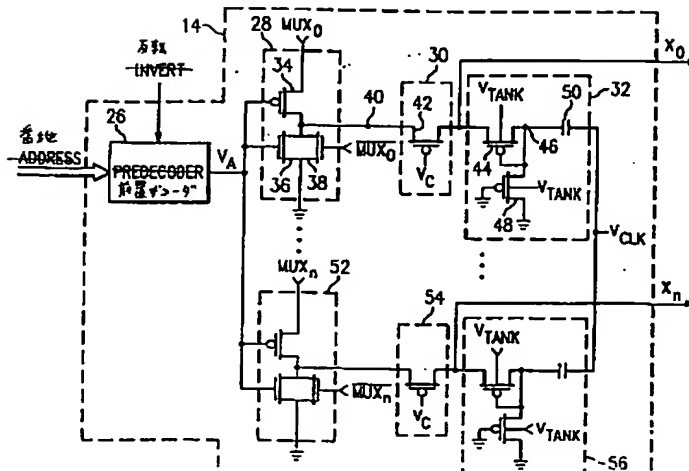 14
28
MUX0
X0
反転
INVERT
34
30
32
50
VTANK
番地
ADDRESS
26
40
42
PREDECODER
前置デコーダ
VA
MUX0
36
38
VC
44
46
VTANK
48
VCLK
MUXn
52
Xn
54
VTANK
MUXn
VC
VTANK
56